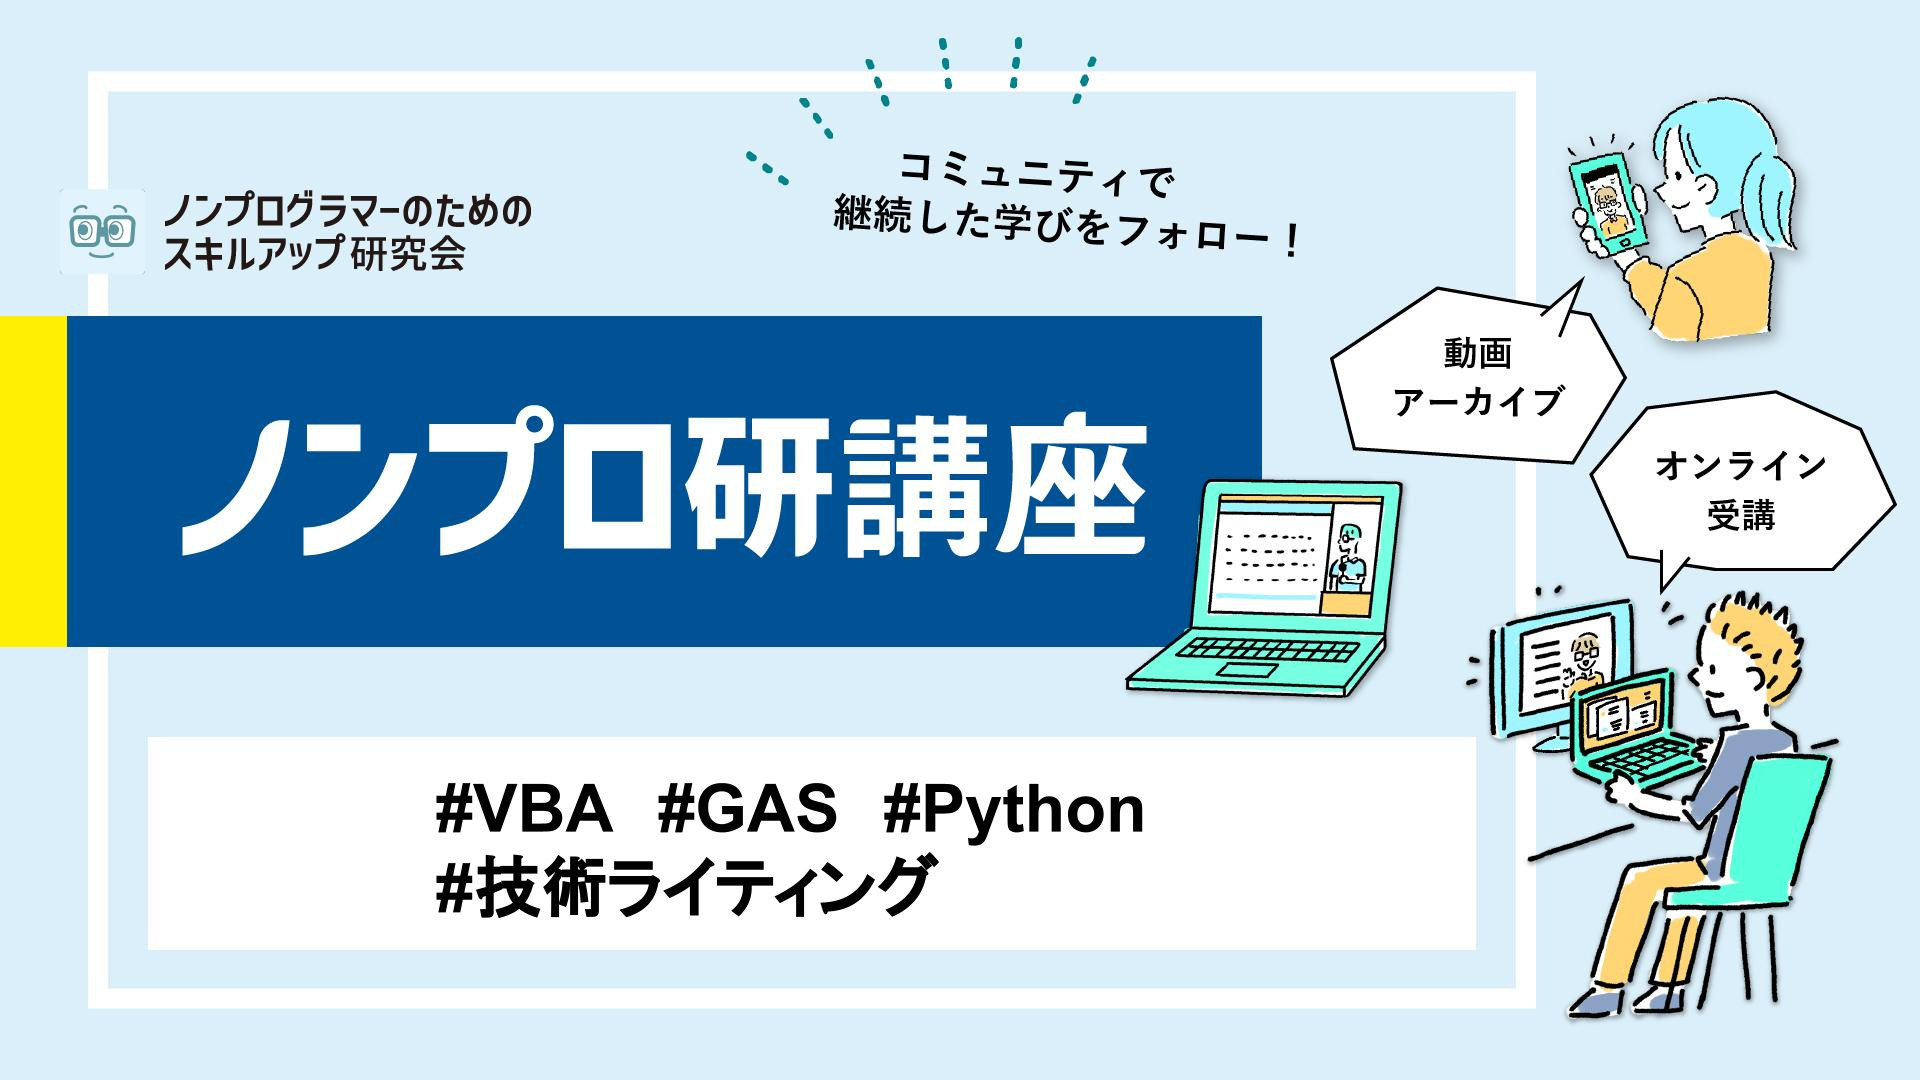 コミュニティで
継続した学びをフォロー！
ノンプログラマーのための
スキルアップ研究会
動画
アーカイブ
ノンプロ研講座
オンライン
受講
#VBA #GAS #Python
#技術ライティング